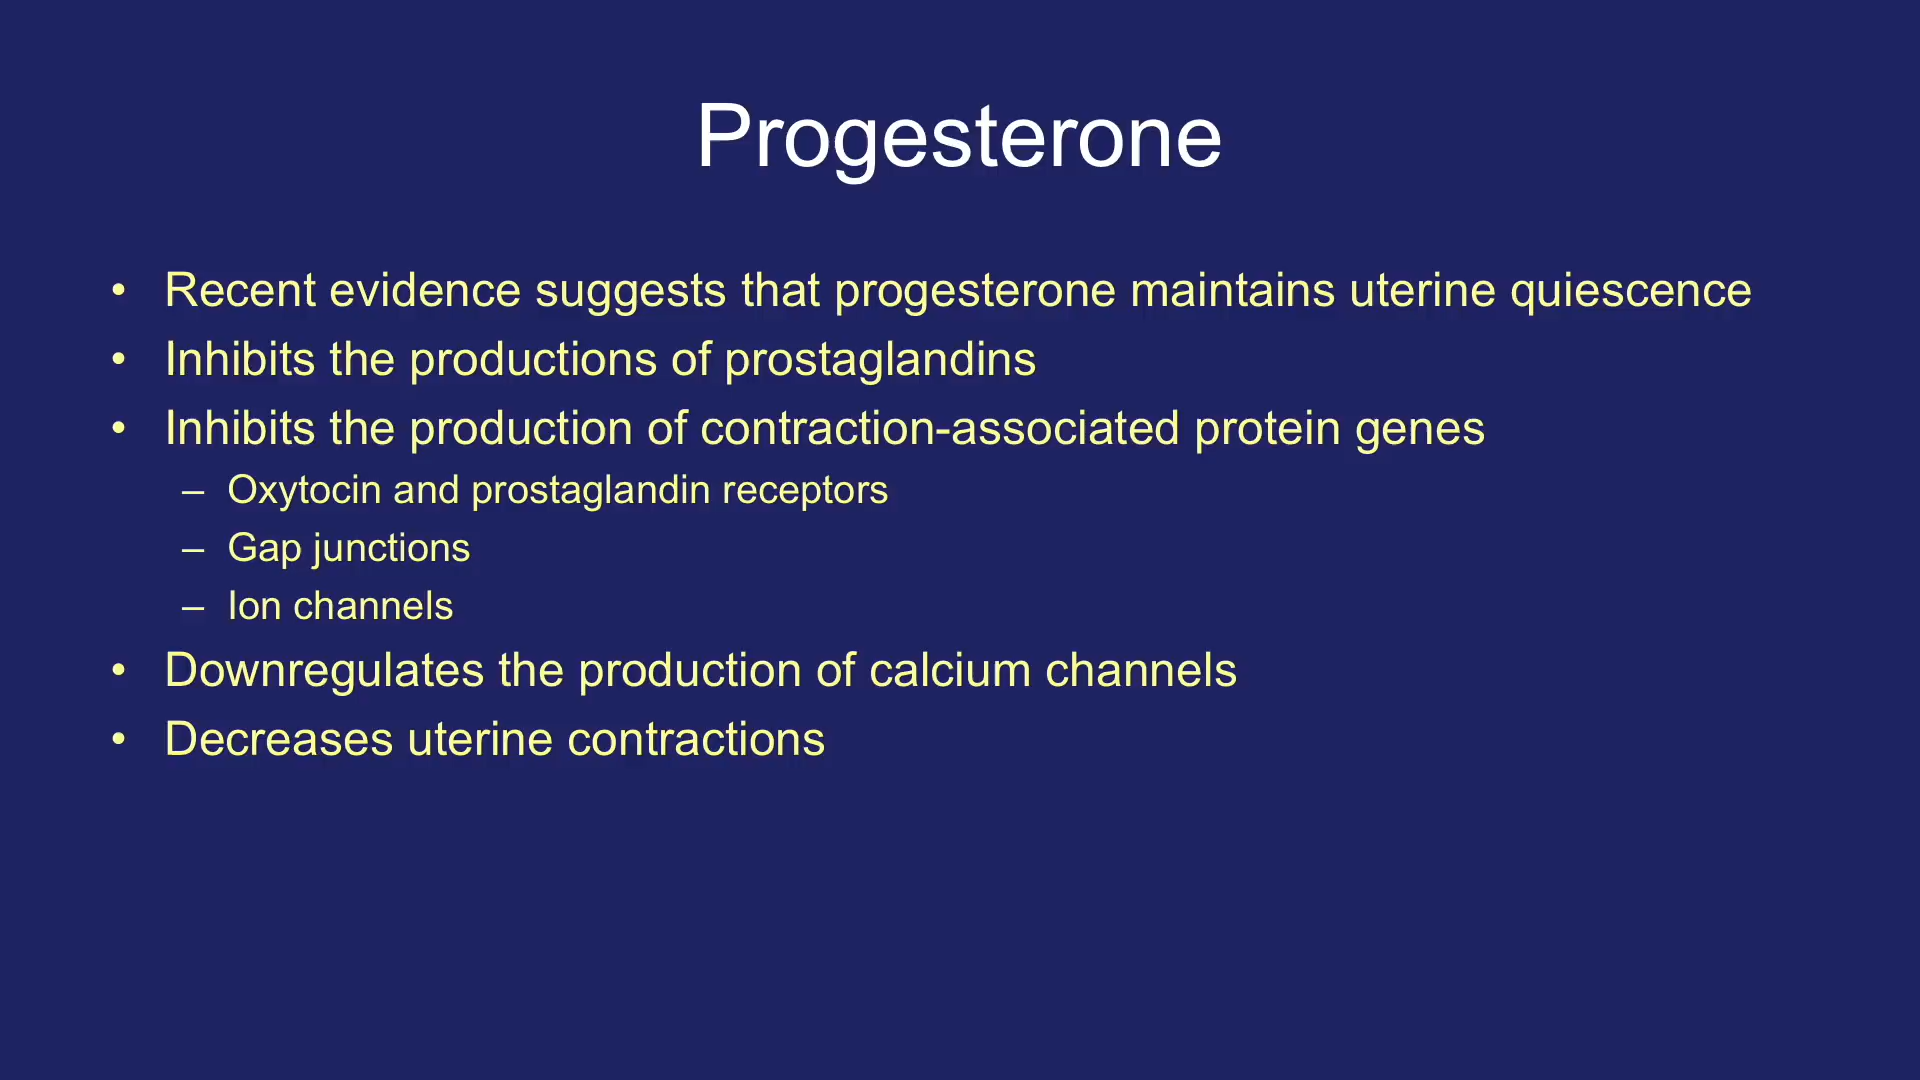 Progesterone
• Recent evidence suggests that progesterone maintains uterine quiescence
• Inhibits the productions of prostaglandins
• Inhibits the production of contraction-associated protein genes
– Oxytocin and prostaglandin receptors
– Gap junctions
– Ion channels
• Downregulates the production of calcium channels
• Decreases uterine contractions